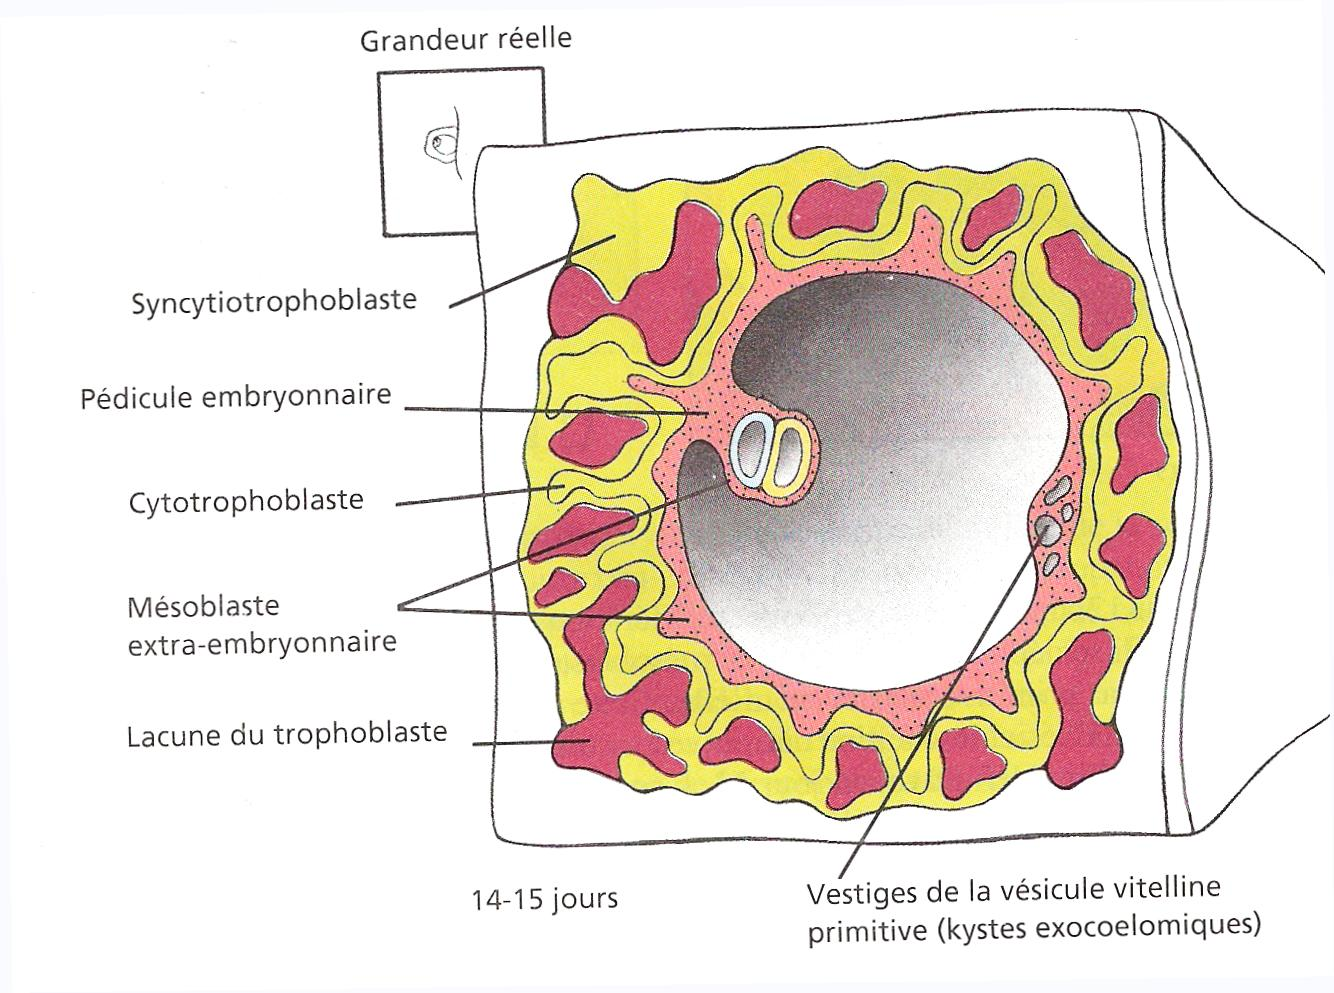 Grandeur réelle
Syncytiotrophoblaste
Pédicule embryonnaire
Cytotrophoblaste
Mésoblaste
extra-embryonnaire
Lacune du trophoblaste
14-15 jours
Vestiges de la vésicule vitelline
primitive (kystes exocoelomiques)